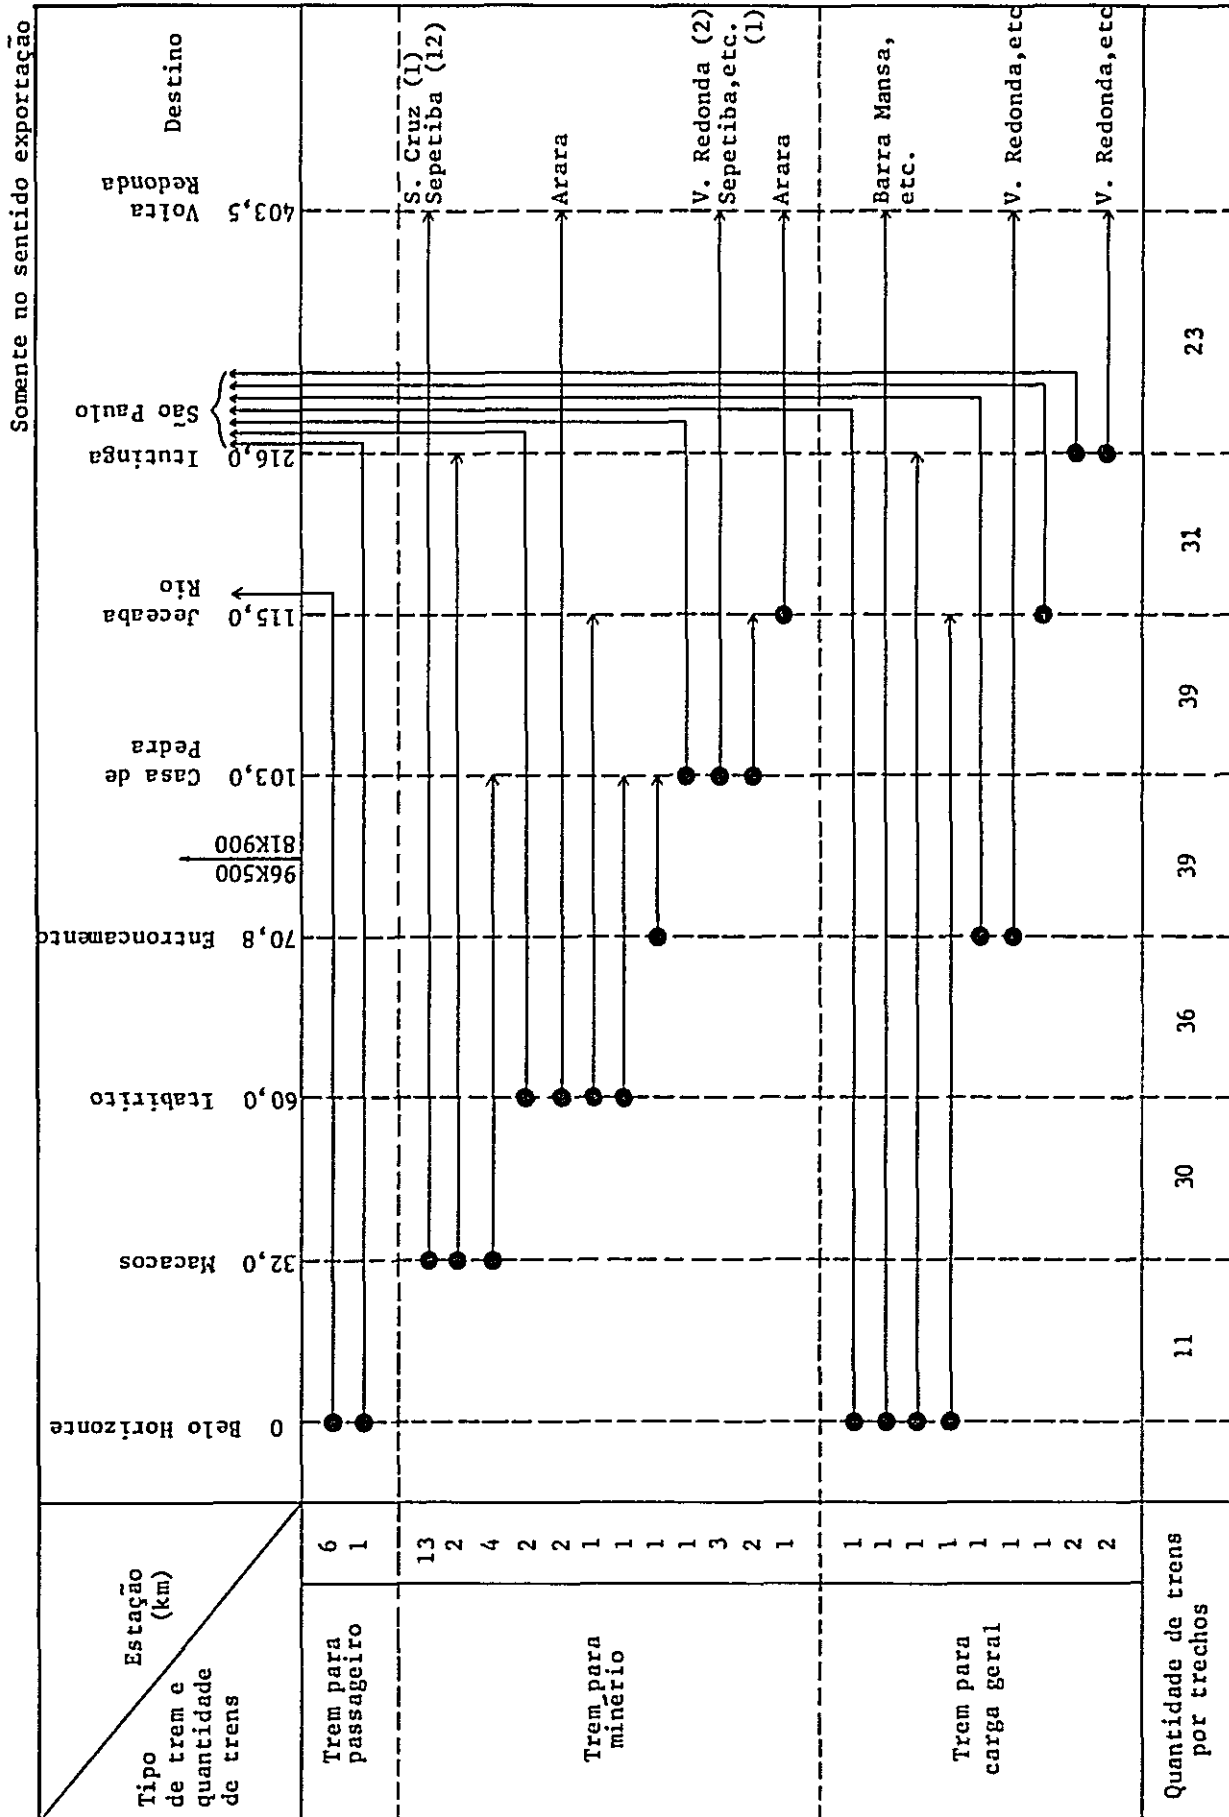 Somente no sentido exportação
Estação
(km)
Tipo
de trem e
quantidade
de trens
Belo Horizonte
0
Macacos
32,0
Itabirito
60,0
Entroncamento
70,8
96K500
81K900
Casa de
Pedra
103,0
Jeceaba
115,0
Rio
Itutinga
216,0
São Paulo
Volta
Redonda
403,5
Destino
Trem para
passageiro
6
1
Trem para
minério
13
2
4
2
2
1
1
1
1
3
2
1
S. Cruz (1)
Sepetiba (12)
Arara
V. Redonda (2)
Sepetiba,etc.
(1)
Arara
Trem para
carga geral
1
1
1
1
1
1
1
2
2
Barra Mansa,
etc.
V. Redonda,etc
V. Redonda,etc
Quantidade de trens
por trechos
11
30
36
39
39
31
23